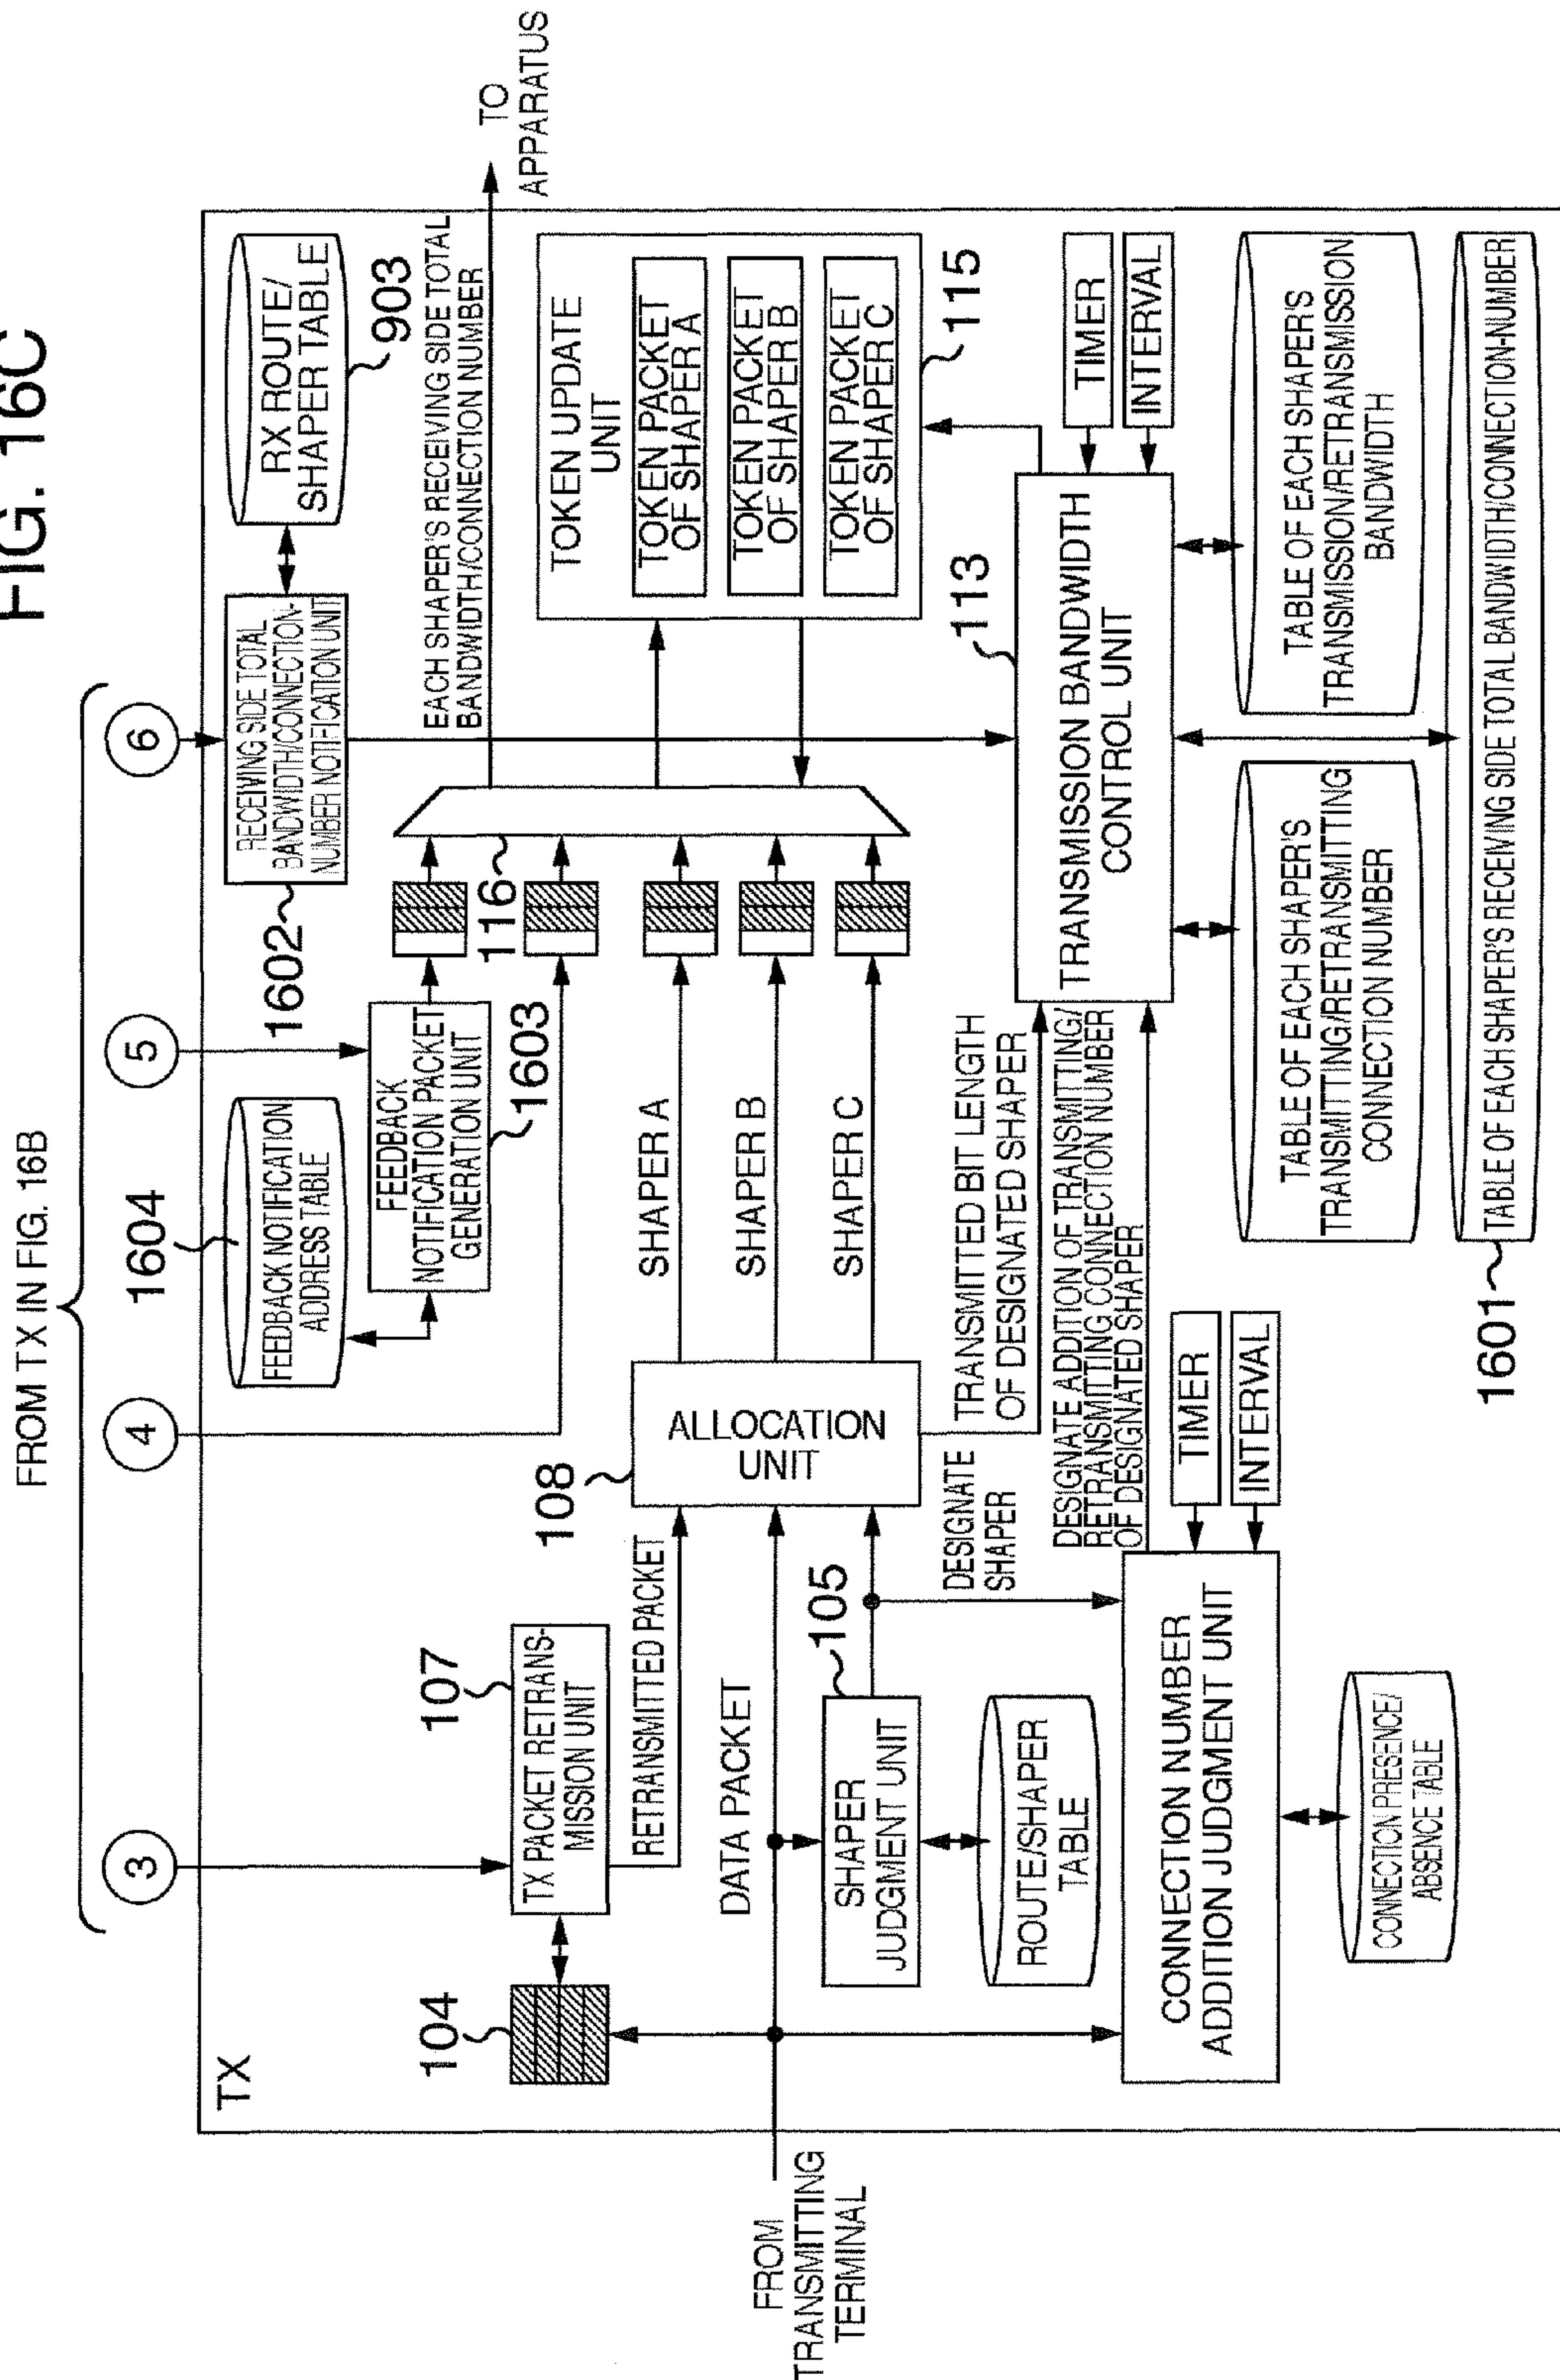 FIG. 16C
FROM TX IN FIG. 16B
3
4
5
6
TX
1604
FEEDBACK NOTIFICATION
ADDRESS TABLE
FEEDBACK
NOTIFICATION PACKET
GENERATION UNIT
1603
1602
RECEIVING SIDE TOTAL
BANDWIDTH/CONNECTION-
NUMBER NOTIFICATION UNIT
RX ROUTE/
SHAPER TABLE
903
EACH SHAPER'S RECEIVING SIDE TOTAL
BANDWIDTH/CONNECTION NUMBER
TO
APPARATUS
104
107
TX PACKET RETRANS-
MISSION UNIT
RETRANSMITTED PACKET
108
ALLOCATION
UNIT
SHAPER A
SHAPER B
SHAPER C
116
TOKEN UPDATE
UNIT
TOKEN PACKET
OF SHAPER A
TOKEN PACKET
OF SHAPER B
TOKEN PACKET
OF SHAPER C
115
FROM
TRANSMITTING
TERMINAL
DATA PACKET
105
SHAPER
JUDGMENT UNIT
ROUTE/SHAPER
TABLE
DESIGNATE
SHAPER
TRANSMITTED BIT LENGTH
OF DESIGNATED SHAPER
DESIGNATE ADDITION OF TRANSMITTING/
RETRANSMITTING CONNECTION NUMBER
OF DESIGNATED SHAPER
113
TRANSMISSION BANDWIDTH
CONTROL UNIT
TIMER
INTERVAL
CONNECTION NUMBER
ADDITION JUDGMENT UNIT
TIMER
INTERVAL
CONNECTION PRESENCE/
ABSENCE TABLE
TABLE OF EACH SHAPER'S
TRANSMITTING/RETRANSMITTING
CONNECTION NUMBER
TABLE OF EACH SHAPER'S
TRANSMISSION/RETRANSMISSION
BANDWIDTH
1601
TABLE OF EACH SHAPER'S RECEIVING SIDE TOTAL BANDWIDTH/CONNECTION-NUMBER